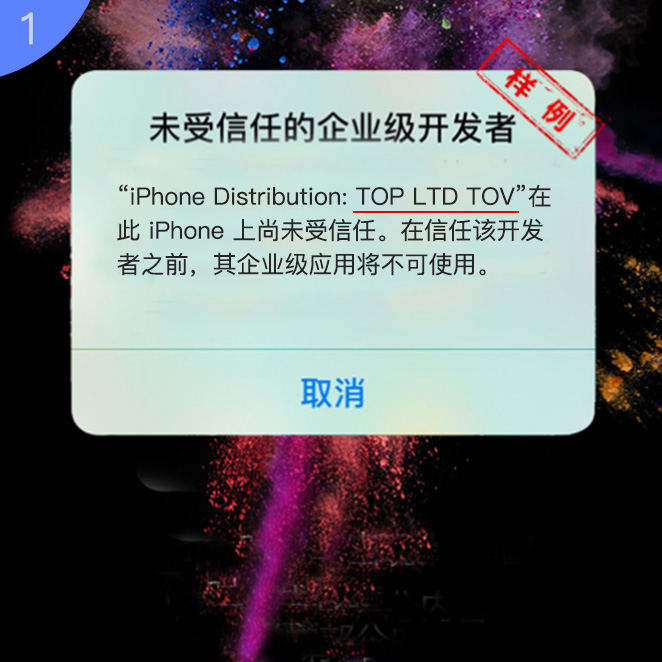 1
样例
未受信任的企业级开发者
“iPhone Distribution: TOP LTD TOV”在
此 iPhone 上尚未受信任。在信任该开发
者之前，其企业级应用将不可使用。
取消